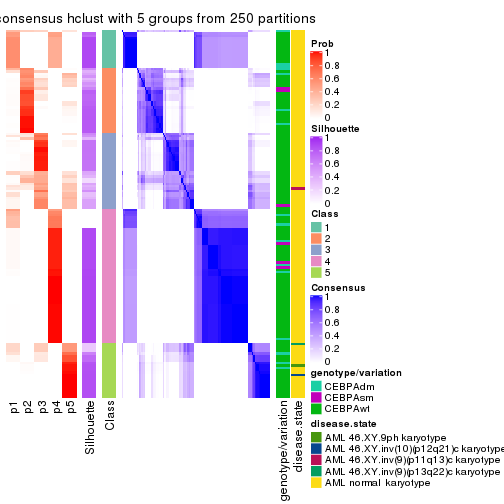 consensus hclust with 5 groups from 250 partitions
Prob
1
0.8
0.6
0.4
0.2
0
Silhouette
1
0.8
0.6
0.4
0.2
0
Class
1
2
3
4
5
Consensus
1
0.8
0.6
0.4
0.2
0
genotype/variation
CEBPAdm
CEBPAsm
CEBPAwt
disease.state
AML 46.XY.9ph karyotype
AML 46.XY.inv(10)(p12q21)c karyotype
AML 46.XY.inv(9)(p11q13)c karyotype
AML 46.XY.inv(9)(p13q22)c karyotype
AML normal karyotype
p1
p2
p3
p4
p5
Silhouette
Class
genotype/variation
disease.state